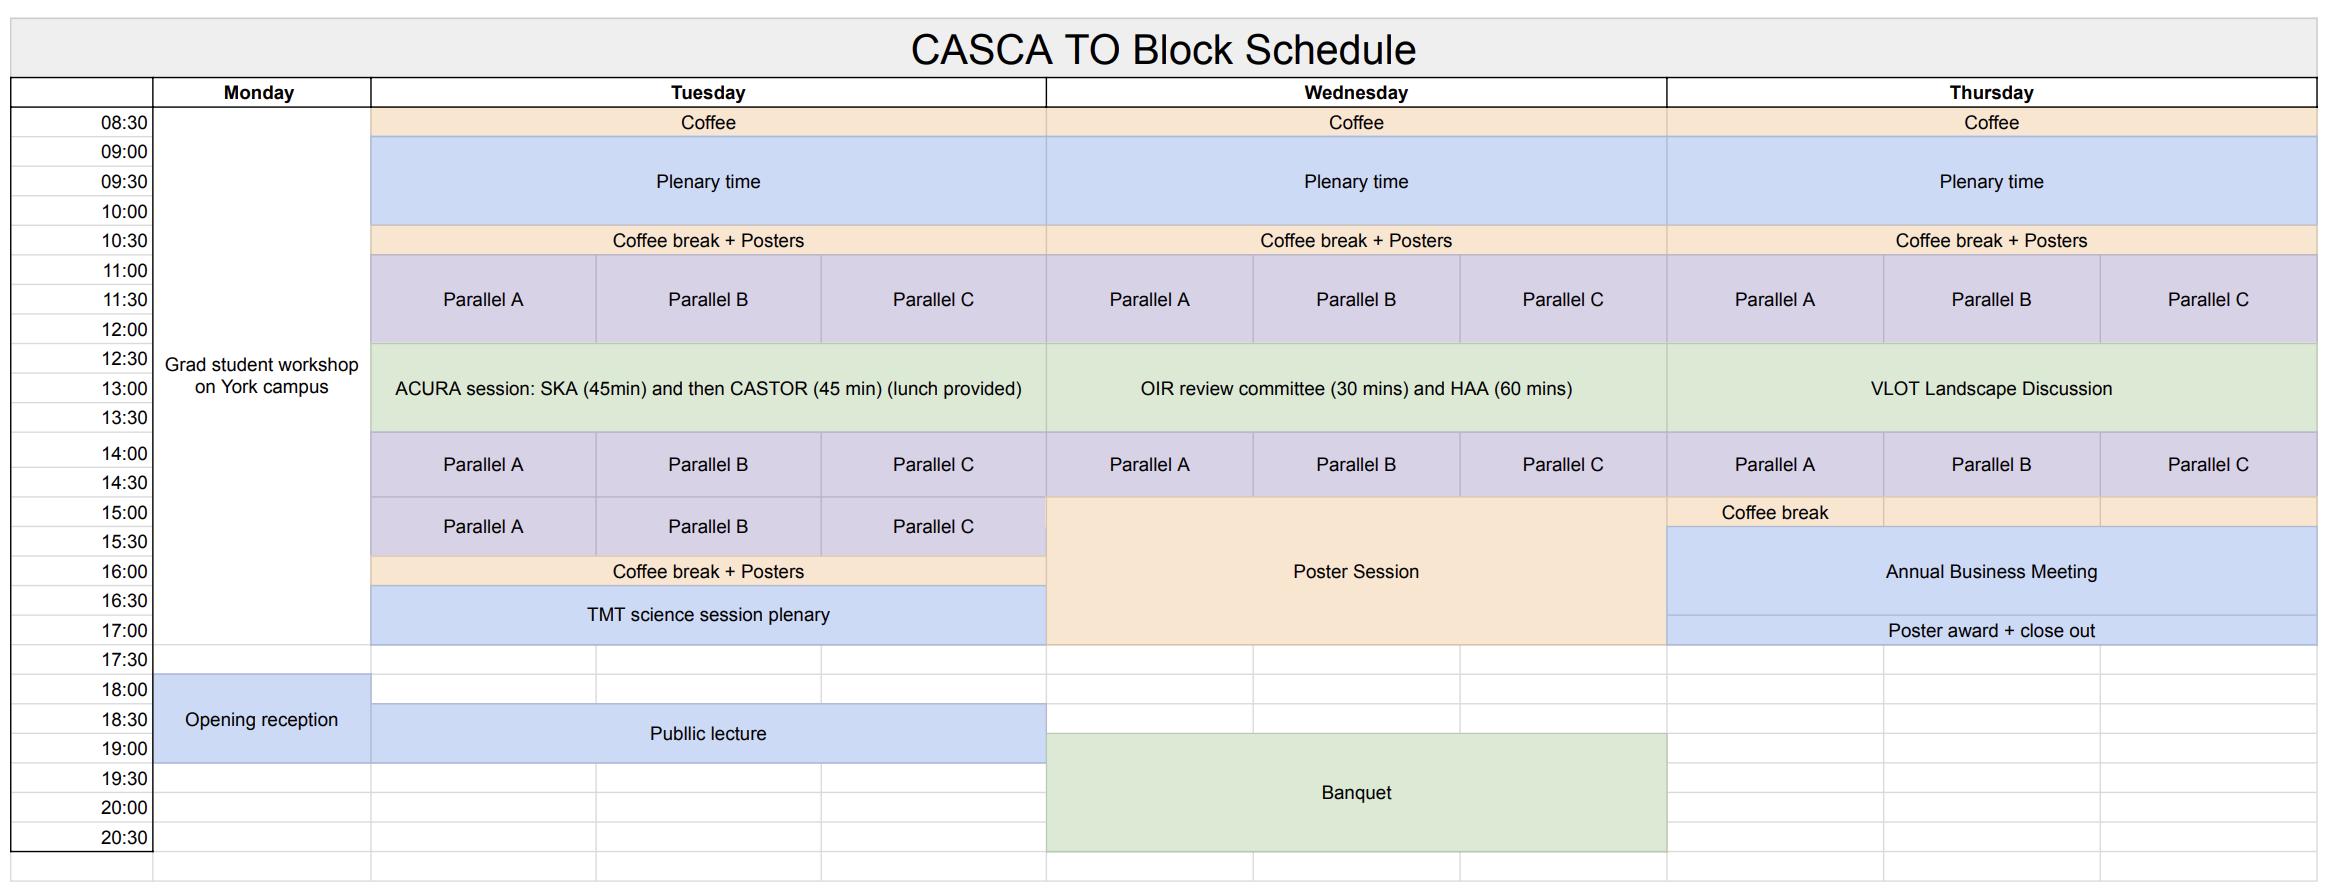 CASCA TO Block Schedule
Monday Tuesday Wednesday Thursday
08:30 Coffee Coffee Coffee
09:00
09:30 Plenary time Plenary time Plenary time
10:00
10:30 Coffee break + Posters Coffee break + Posters Coffee break + Posters
11:00
11:30 Parallel A Parallel B Parallel C Parallel A Parallel B Parallel C Parallel A Parallel B Parallel C
12:00
12:30
Grad student workshop
on York campus
13:00 ACURA session: SKA (45min) and then CASTOR (45 min) (lunch provided) OIR review committee (30 mins) and HAA (60 mins) VLOT Landscape Discussion
13:30
14:00
Parallel A Parallel B Parallel C Parallel A Parallel B Parallel C Parallel A Parallel B Parallel C
14:30
15:00 Coffee break
Parallel A Parallel B Parallel C
15:30
16:00 Coffee break + Posters Poster Session Annual Business Meeting
16:30
TMT science session plenary
17:00 Poster award + close out
17:30
18:00
18:30 Opening reception
Publlic lecture
19:00
19:30
Banquet
20:00
20:30